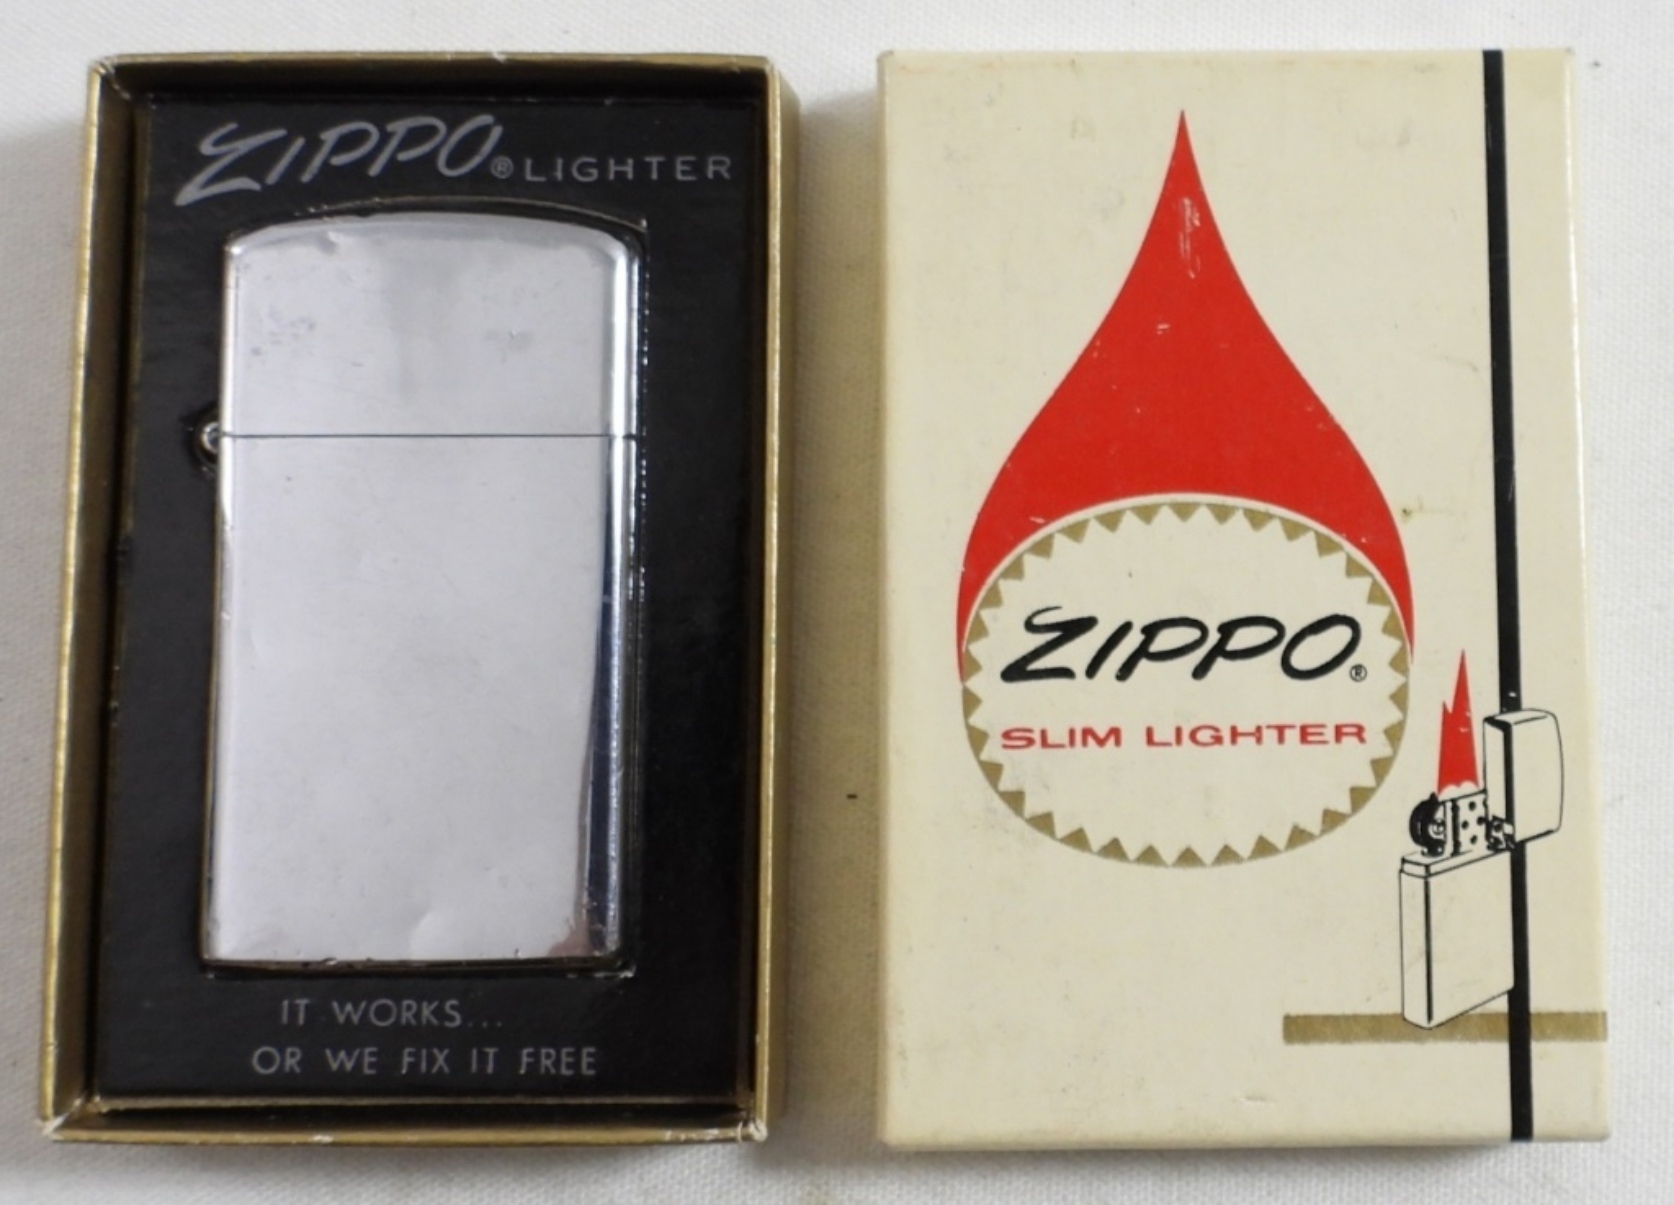 ZIPPO® LIGHTER
IT WORKS...
OR WE FIX IT FREE
ZIPPO®
SLIM LIGHTER